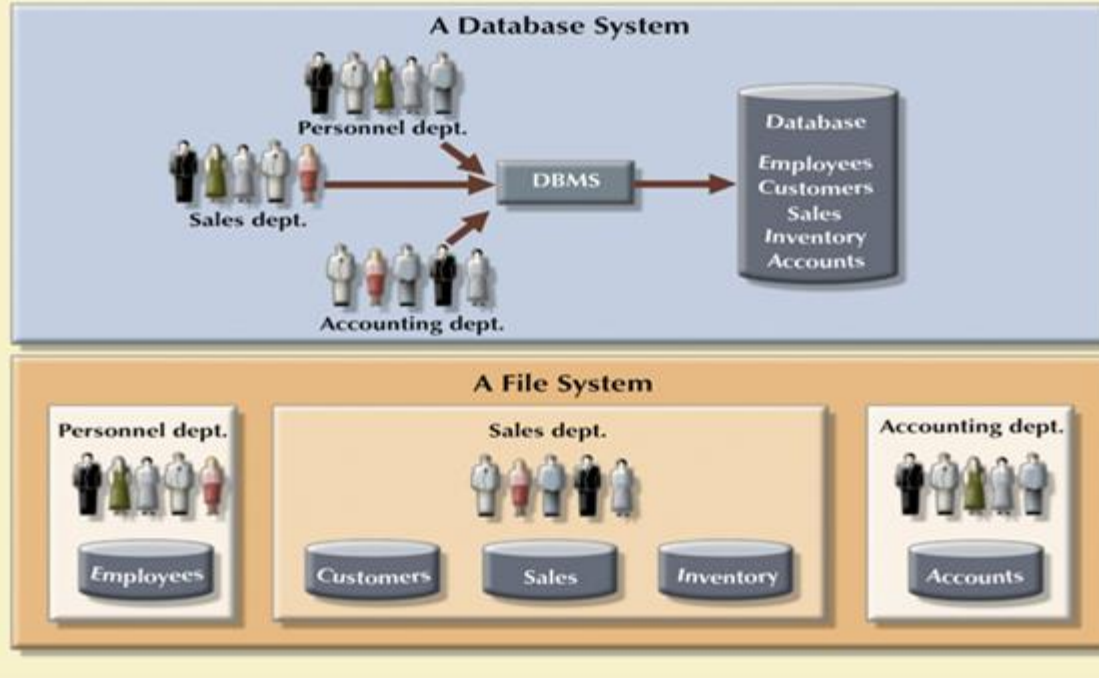 A Database System
Personnel dept.
Sales dept.
Accounting dept.
DBMS
Database
Employees
Customers
Sales
Inventory
Accounts
A File System
Personnel dept.
Employees
Sales dept.
Customers
Sales
Inventory
Accounting dept.
Accounts